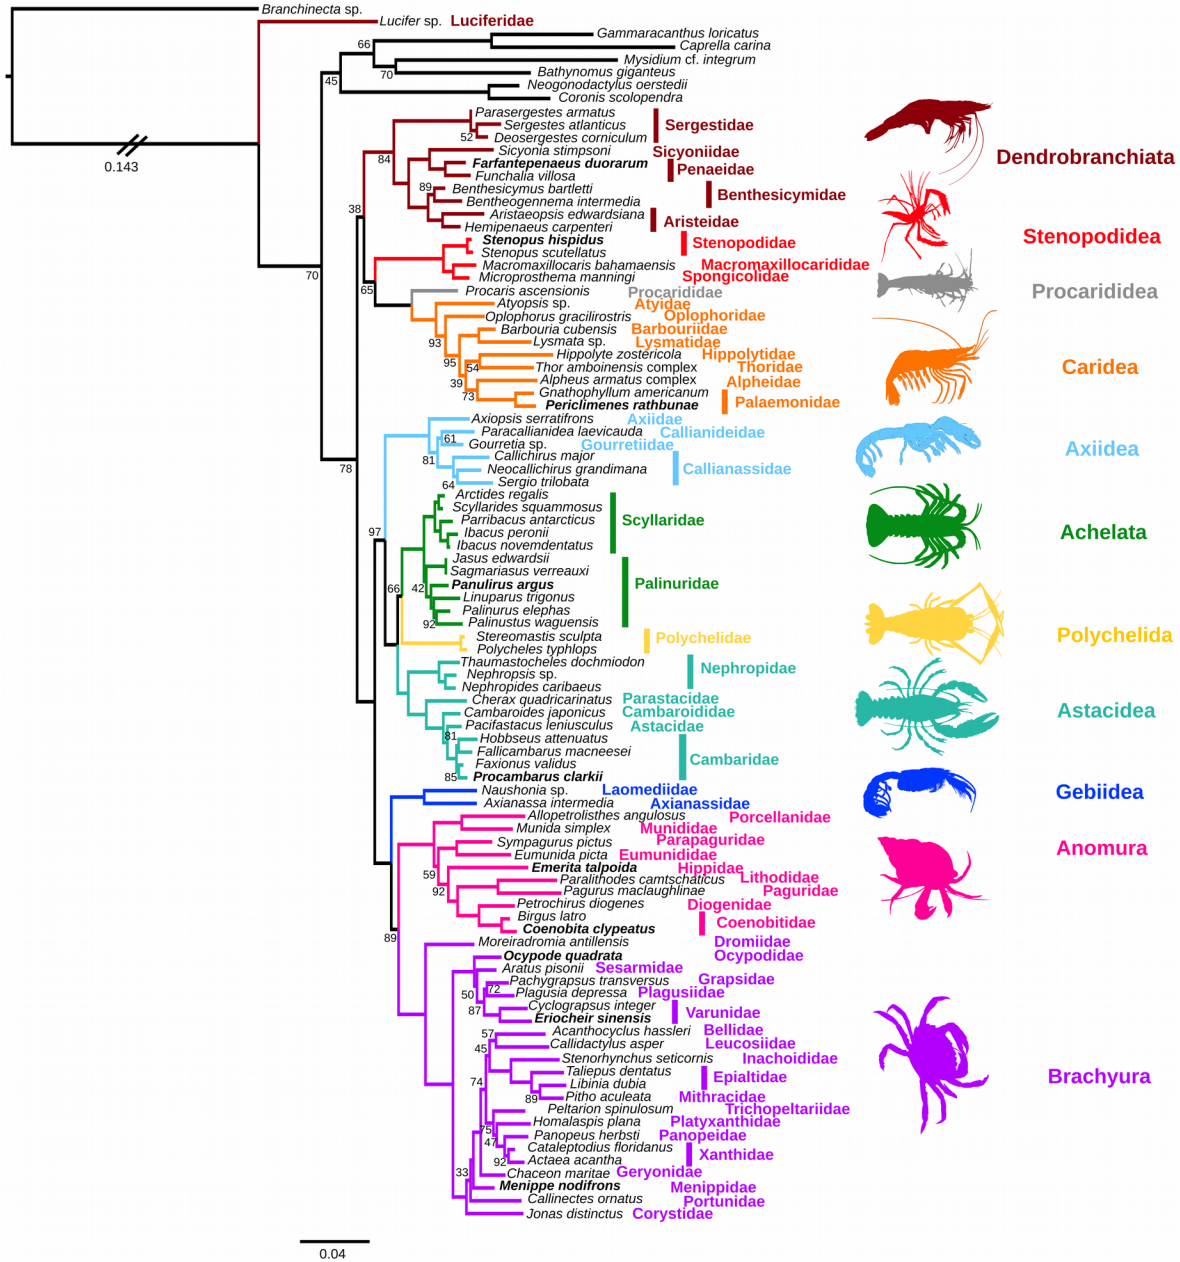 Branchinecta sp.
Lucifer sp. Luciferidae
Gammaracanthus loricatus
66
Caprella carina
Mysidium cf. integrum
70
Bathynomus giganteus
45
Neogonodactylus oerstedii
Coronis scolopendra
0.143
Parasergestes armatus
Sergestes atlanticus Sergestidae
52
Deosergestes corniculum
84
Sicyonia stimpsoni Sicyoniidae
Farfantepenaeus duorarum
Penaeidae
Funchalia villosa
Dendrobranchiata
89
Benthesicymus bartletti
Benthesicymidae
Bentheogennema intermedia
38
Aristaeopsis edwardsiana
Aristeidae
Hemipenaeus carpenteri
Stenopus hispidus
Stenopodidae
Stenopus scutellatus
Stenopodidea
Macromaxillocaris bahamaensis Macromaxillocarididae
70
Microprosthema manningi Spongicolidae
65
Procaris ascensionis Procarididae
Procarididea
Atyopsis sp. Atyidae
Oplophorus gracilirostris Oplophoridae
Barbouria cubensis Barbouriidae
93
Lysmata sp. Lysmatidae
Hippolyte zostericola Hippolytidae
95
54
Thor amboinensis complex Thoridae
Caridea
39
Alpheus armatus complex Alpheidae
73
Gnathophyllum americanum
Palaemonidae
Periclimenes rathbunae
Axiopsis serratifrons Axiidae
Paracallianidea laevicauda Callianideidae
61
Gourretia sp. Gourretiidae
Axiidea
81
Callichirus major
Neocallichirus grandimana Callianassidae
78
64
Sergio trilobata
Arctides regalis
Scyllarides squammosus
Parribacus antarcticus Scyllaridae
97
Ibacus peronii
Achelata
Ibacus novemdentatus
Jasus edwardsii
Sagmariasus verreauxi
66
42
Panulirus argus Palinuridae
Linuparus trigonus
Palinurus elephas
92
Palinustus waguensis
Stereomastis sculpta
Polychelidae
Polychelida
Polycheles typhlops
Thaumastocheles dochmiodon
Nephropsis sp. Nephropidae
Nephropides caribaeus
Cherax quadricarinatus Parastacidae
Cambaroides japonicus Cambaroididae
Astacidea
Pacifastacus leniusculus Astacidae
81
Hobbseus attenuatus
Fallicambarus macneesei
Cambaridae
Faxionus validus
85
Procambarus clarkii
Naushonia sp. Laomediidae
Gebiidea
Axianassa intermedia Axianassidae
Allopetrolisthes angulosus Porcellanidae
Munida simplex Munididae
Sympagurus pictus Parapaguridae
Anomura
Eumunida picta Eumunididae
59
Emerita talpoida Hippidae
92
Paralithodes camtschaticus Lithodidae
Pagurus maclaughlinae Paguridae
Petrochirus diogenes Diogenidae
Birgus latro
Coenobitidae
Coenobita clypeatus
89
Moreiradromia antillensis Dromiidae
Ocypode quadrata Ocypodidae
Aratus pisonii Sesarmidae
Pachygrapsus transversus Grapsidae
72
50
Plagusia depressa Plagusiidae
87
Cyclograpsus integer
Varunidae
Eriocheir sinensis
57
Acanthocyclus hassleri Bellidae
45
Callidactylus asper Leucosiidae
Stenorhynchus seticornis Inachoididae
Taliepus dentatus
74
Epialtidae
Brachyura
Libinia dubia
89
Pitho aculeata Mithracidae
Peltarion spinulosum Trichopeltariidae
Homalaspis plana Platyxanthidae
75
Panopeus herbsti Panopeidae
47
Cataleptodius floridanus
Xanthidae
92
Actaea acantha
33
Chaceon maritae Geryonidae
Menippe nodifrons Menippidae
Callinectes ornatus Portunidae
Jonas distinctus Corystidae
0.04